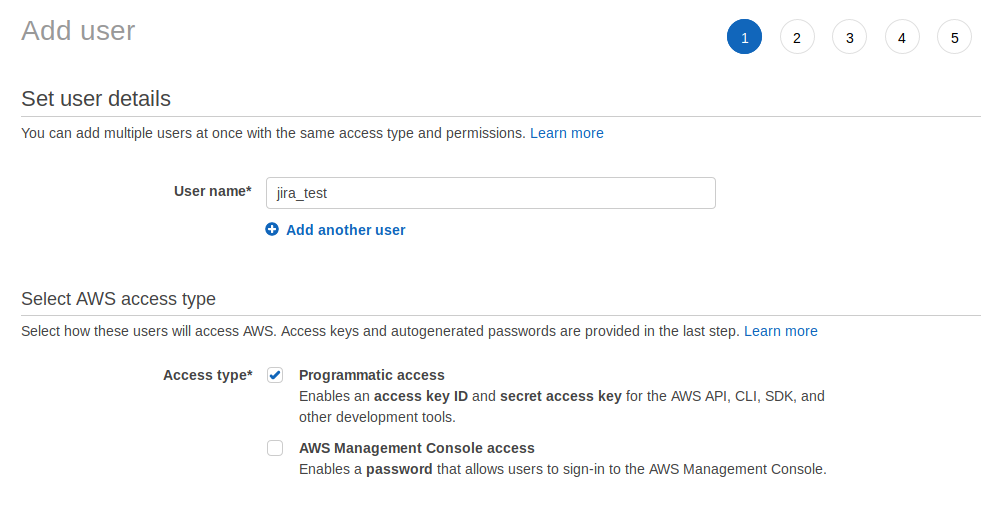 Add user
1 2 3 4 5
Set user details
You can add multiple users at once with the same access type and permissions. Learn more
User name* jira_test
Add another user
Select AWS access type
Select how these users will access AWS. Access keys and autogenerated passwords are provided in the last step. Learn more
Access type* Programmatic access
Enables an access key ID and secret access key for the AWS API, CLI, SDK, and
other development tools.
AWS Management Console access
Enables a password that allows users to sign-in to the AWS Management Console.